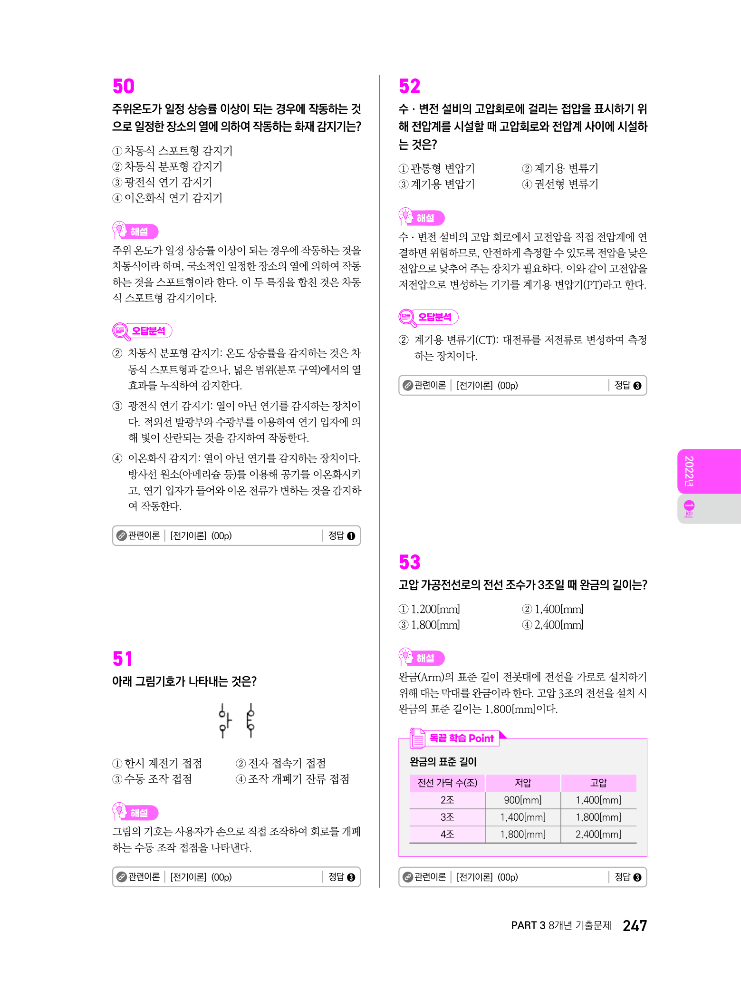 50
주위온도가 일정 상승률 이상이 되는 경우에 작동하는 것
으로 일정한 장소의 열에 의하여 작동하는 화재 감지기는?
① 차동식 스포트형 감지기
② 차동식 분포형 감지기
③ 광전식 연기 감지기
④ 이온화식 연기 감지기
해설
주위 온도가 일정 상승률 이상이 되는 경우에 작동하는 것을
차동식이라 하며, 국소적인 일정한 장소의 열에 의하여 작동
하는 것을 스포트형이라 한다. 이 두 특징을 합친 것은 차동
식 스포트형 감지기이다.
오답분석
② 차동식 분포형 감지기: 온도 상승률을 감지하는 것은 차
동식 스포트형과 같으나, 넓은 범위(분포 구역)에서의 열
효과를 누적하여 감지한다.
③ 광전식 연기 감지기: 열이 아닌 연기를 감지하는 장치이
다. 적외선 발광부와 수광부를 이용하여 연기 입자에 의
해 빛이 산란되는 것을 감지하여 작동한다.
④ 이온화식 감지기: 열이 아닌 연기를 감지하는 장치이다.
방사선 원소(아메리슘 등)를 이용해 공기를 이온화시키
고, 연기 입자가 들어와 이온 전류가 변하는 것을 감지하
여 작동한다.
관련이론 [전기이론] (00p) 정답 ❶
51
아래 그림기호가 나타내는 것은?
① 한시 계전기 접점 ② 전자 접속기 접점
③ 수동 조작 접점 ④ 조작 개폐기 잔류 접점
해설
그림의 기호는 사용자가 손으로 직접 조작하여 회로를 개폐
하는 수동 조작 접점을 나타낸다.
관련이론 [전기이론] (00p) 정답 ❸
52
수 · 변전 설비의 고압회로에 걸리는 접압을 표시하기 위
해 전압계를 시설할 때 고압회로와 전압계 사이에 시설하
는 것은?
① 관통형 변압기 ② 계기용 변류기
③ 계기용 변압기 ④ 권선형 변류기
해설
수 · 변전 설비의 고압 회로에서 고전압을 직접 전압계에 연
결하면 위험하므로, 안전하게 측정할 수 있도록 전압을 낮은
전압으로 낮추어 주는 장치가 필요하다. 이와 같이 고전압을
저전압으로 변성하는 기기를 계기용 변압기(PT)라고 한다.
오답분석
② 계기용 변류기(CT): 대전류를 저전류로 변성하여 측정
하는 장치이다.
관련이론 [전기이론] (00p) 정답 ❸
53
고압 가공전선로의 전선 조수가 3조일 때 완금의 길이는?
① 1,200[mm] ② 1,400[mm]
③ 1,800[mm] ④ 2,400[mm]
해설
완금(Arm)의 표준 길이 전봇대에 전선을 가로로 설치하기
위해 대는 막대를 완금이라 한다. 고압 3조의 전선을 설치 시
완금의 표준 길이는 1,800[mm]이다.
독끝 학습 Point
완금의 표준 길이
전선 가닥 수(조) 저압 고압
2조 900[mm] 1,400[mm]
3조 1,400[mm] 1,800[mm]
4조 1,800[mm] 2,400[mm]
관련이론 [전기이론] (00p) 정답 ❸
2022년
❶회
PART 3 8개년 기출문제 247